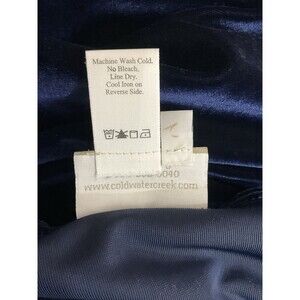 Machine Wash Cold.
No Bleach.
Line Dry.
Cool Iron on
Reverse Side.
www.coldwatercreek.com